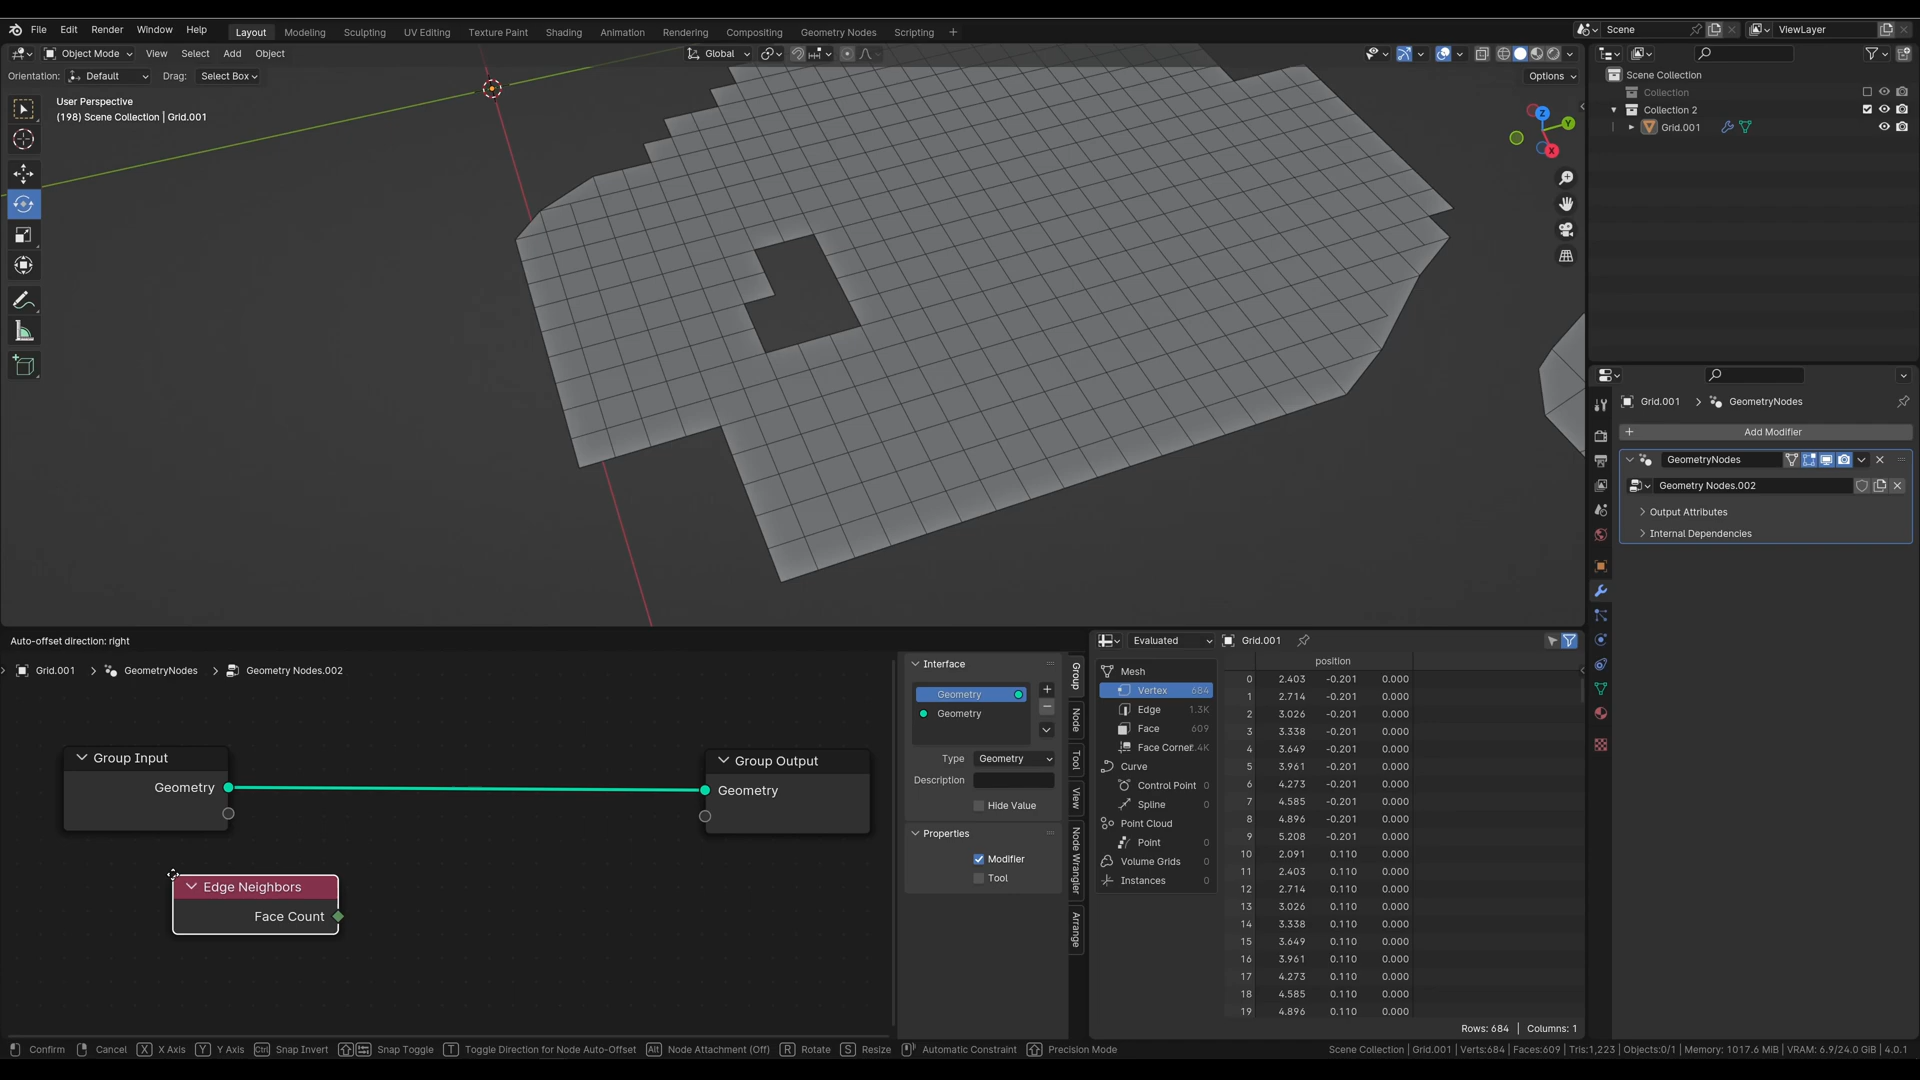 File Edit Render Window Help Layout Modeling Sculpting UV Editing Texture Paint Shading Animation Compositing Rendering Geometry Nodes Scripting + Scene ViewLayer
Object Mode View Select Add Object Global
Orientation: Default Drag: Select Box Options
User Perspective
(198) Scene Collection | Grid.001
Z
Y
X
Scene Collection
Collection
Collection 2
Grid.001
Grid.001 > GeometryNodes
+ Add Modifier
GeometryNodes
Geometry Nodes.002
Output Attributes
Internal Dependencies
Auto-offset direction: right
Grid.001 > GeometryNodes > Geometry Nodes.002
Group Input
Geometry
Group Output
Geometry
Edge Neighbors
Face Count
Interface
Geometry
Geometry
Type Geometry
Description
Hide Value
Properties
Modifier
Tool
Group
Node
Tool
View
Node Wrangler
Arrange
Evaluated Grid.001
Mesh
Vertex 684
Edge 1.3K
Face 609
Face Corner .4K
Curve
Control Point 0
Spline 0
Point Cloud
Point 0
Volume Grids 0
Instances 0
position
0 2.403 -0.201 0.000
1 2.714 -0.201 0.000
2 3.026 -0.201 0.000
3 3.338 -0.201 0.000
4 3.649 -0.201 0.000
5 3.961 -0.201 0.000
6 4.273 -0.201 0.000
7 4.585 -0.201 0.000
8 4.896 -0.201 0.000
9 5.208 -0.201 0.000
10 2.091 0.110 0.000
11 2.403 0.110 0.000
12 2.714 0.110 0.000
13 3.026 0.110 0.000
14 3.338 0.110 0.000
15 3.649 0.110 0.000
16 3.961 0.110 0.000
17 4.273 0.110 0.000
18 4.585 0.110 0.000
19 4.896 0.110 0.000
Rows: 684 | Columns: 1
Confirm Cancel X X Axis Y Y Axis Ctrl Snap Invert Snap Toggle T Toggle Direction for Node Auto-Offset Alt Node Attachment (Off) R Rotate S Resize Automatic Constraint Precision Mode Scene Collection | Grid.001 | Verts:684 | Faces:609 | Tris:1,223 | Objects:0/1 | Memory: 1017.6 MiB | VRAM: 6.9/24.0 GiB | 4.0.1